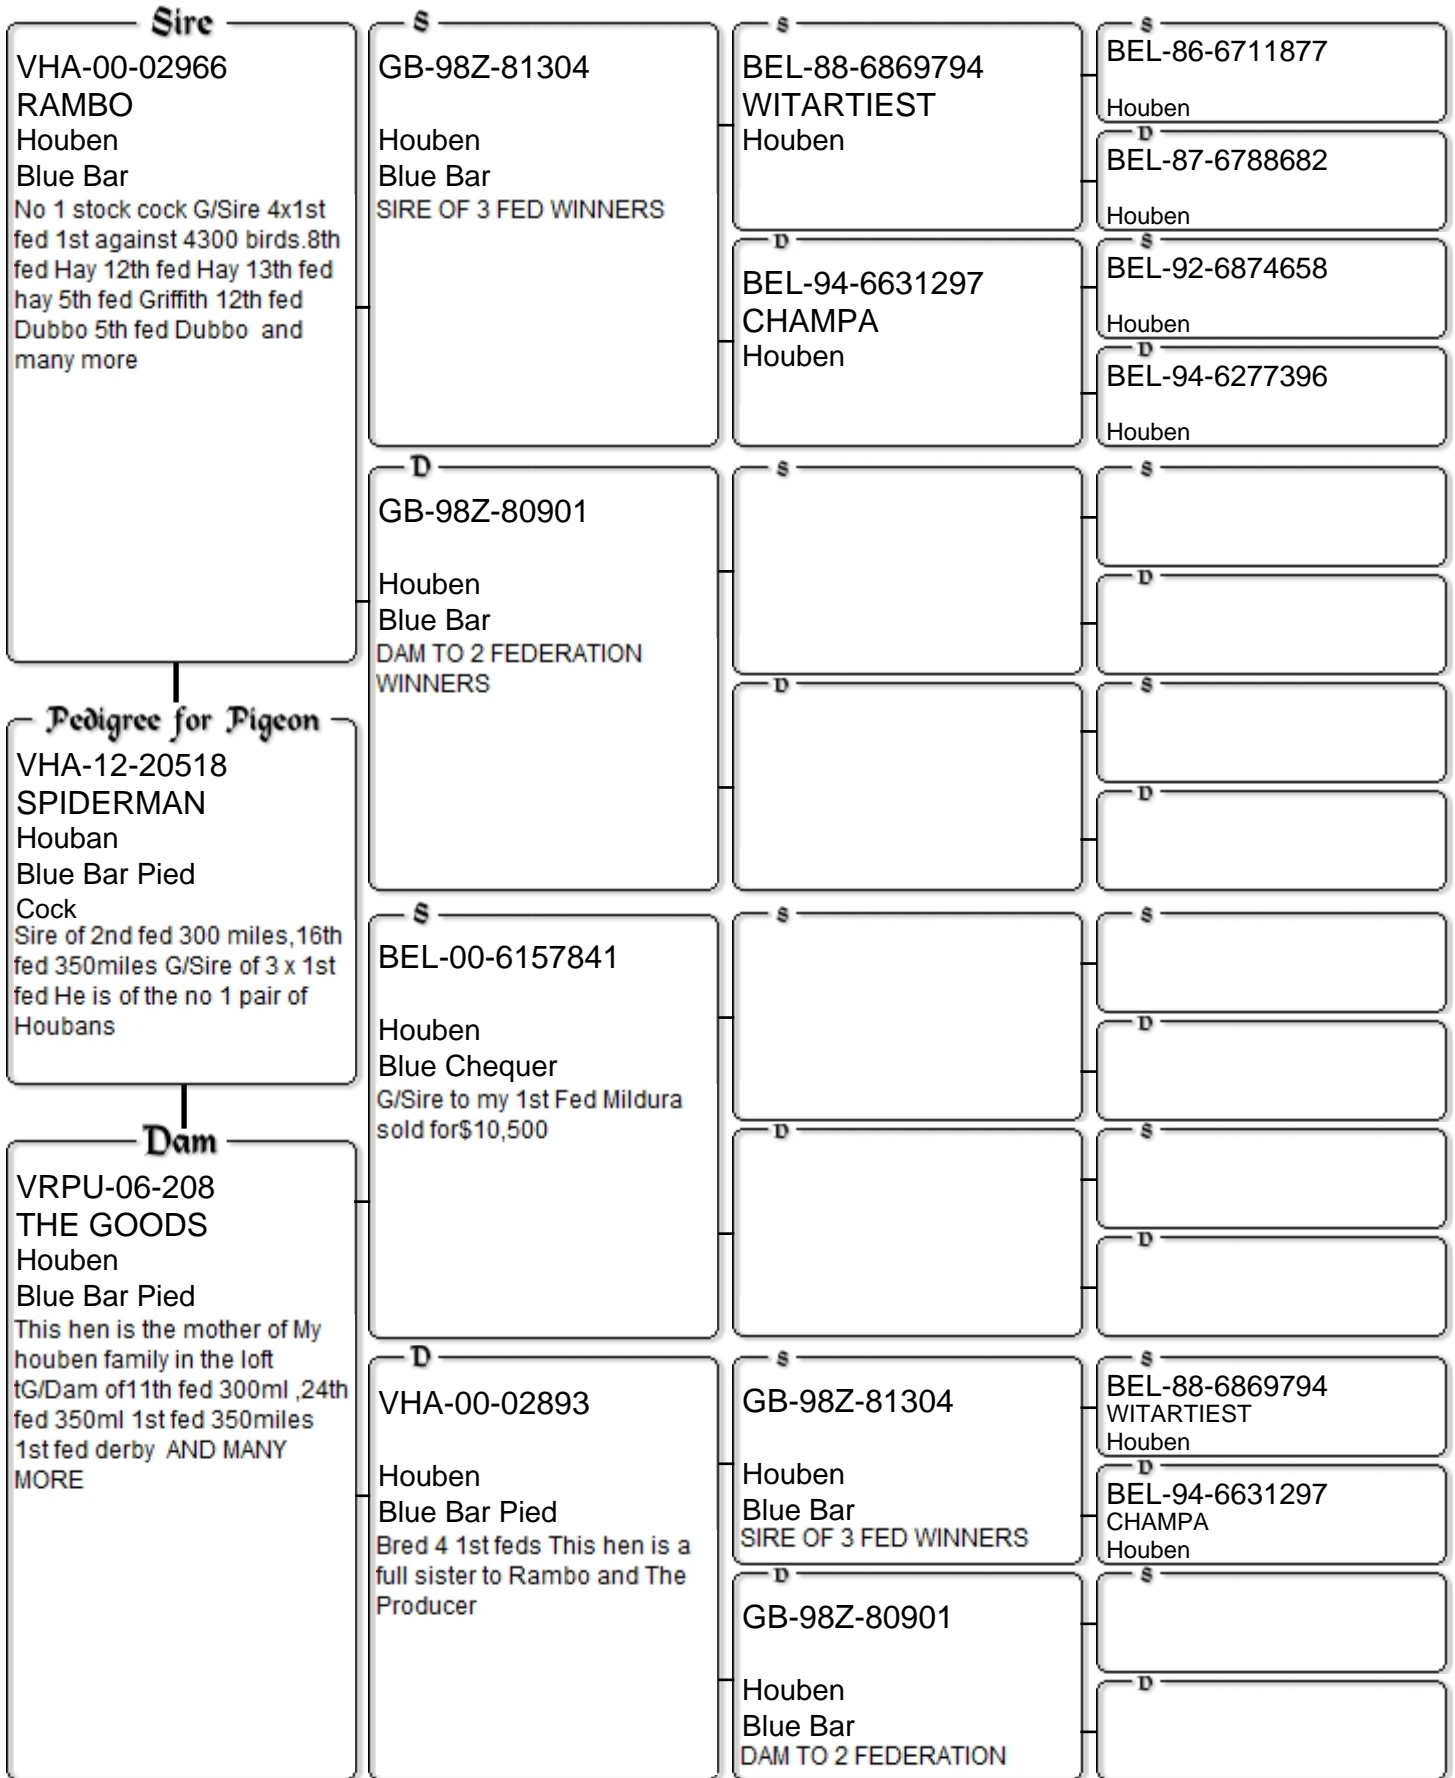 Sire
VHA-00-02966
RAMBO
Houben
Blue Bar
No 1 stock cock G/Sire 4x1st
fed 1st against 4300 birds.8th
fed Hay 12th fed Hay 13th fed
hay 5th fed Griffith 12th fed
Dubbo 5th fed Dubbo and
many more
Pedigree for Pigeon
VHA-12-20518
SPIDERMAN
Houban
Blue Bar Pied
Cock
Sire of 2nd fed 300 miles,16th
fed 350miles G/Sire of 3 x 1st
fed He is of the no 1 pair of
Houbans
Dam
VRPU-06-208
THE GOODS
Houben
Blue Bar Pied
This hen is the mother of My
houben family in the loft
tG/Dam of11th fed 300ml ,24th
fed 350ml 1st fed 350miles
1st fed derby AND MANY
MORE
S
GB-98Z-81304
Houben
Blue Bar
SIRE OF 3 FED WINNERS
D
GB-98Z-80901
Houben
Blue Bar
DAM TO 2 FEDERATION
WINNERS
S
BEL-00-6157841
Houben
Blue Chequer
G/Sire to my 1st Fed Mildura
sold for$10,500
D
VHA-00-02893
Houben
Blue Bar Pied
Bred 4 1st feds This hen is a
full sister to Rambo and The
Producer
S
BEL-88-6869794
WITARTIEST
Houben
D
BEL-94-6631297
CHAMPA
Houben
S
D
S
D
S
GB-98Z-81304
Houben
Blue Bar
SIRE OF 3 FED WINNERS
D
GB-98Z-80901
Houben
Blue Bar
DAM TO 2 FEDERATION
S
BEL-86-6711877
Houben
D
BEL-87-6788682
Houben
S
BEL-92-6874658
Houben
D
BEL-94-6277396
Houben
S
D
S
D
S
D
S
D
S
BEL-88-6869794
WITARTIEST
Houben
D
BEL-94-6631297
CHAMPA
Houben
S
D